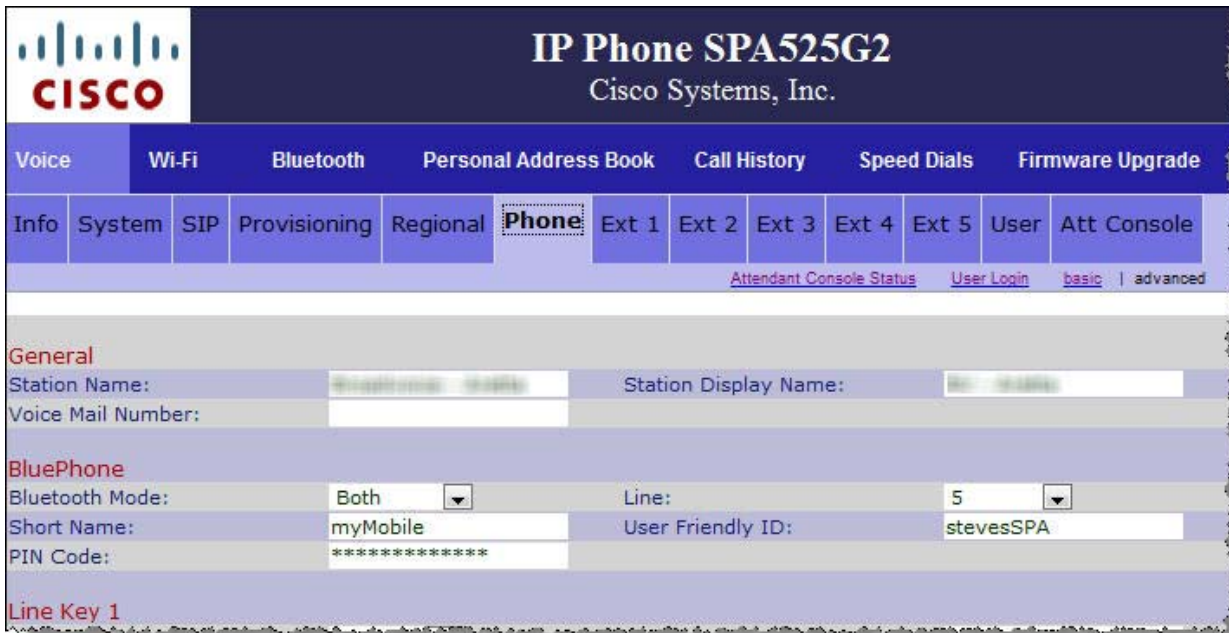 CISCO
IP Phone SPA525G2
Cisco Systems, Inc.
Voice Wi-Fi Bluetooth Personal Address Book Call History Speed Dials Firmware Upgrade
Info System SIP Provisioning Regional Phone Ext 1 Ext 2 Ext 3 Ext 4 Ext 5 User Att Console
Attendant Console Status User Login basic | advanced
General
Station Name: Station Display Name:
Voice Mail Number:
BluePhone
Bluetooth Mode: Both Line: 5
Short Name: myMobile User Friendly ID: stevesSPA
PIN Code: *************
Line Key 1